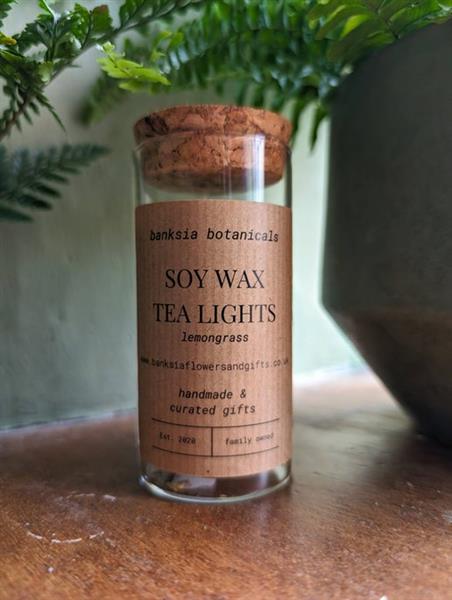 banksia botanicals
SOY WAX
TEA LIGHTS
lemongrass
www.banksiaflowersandgifts.co.uk
handmade &
curated gifts
Est. 2020 family owned